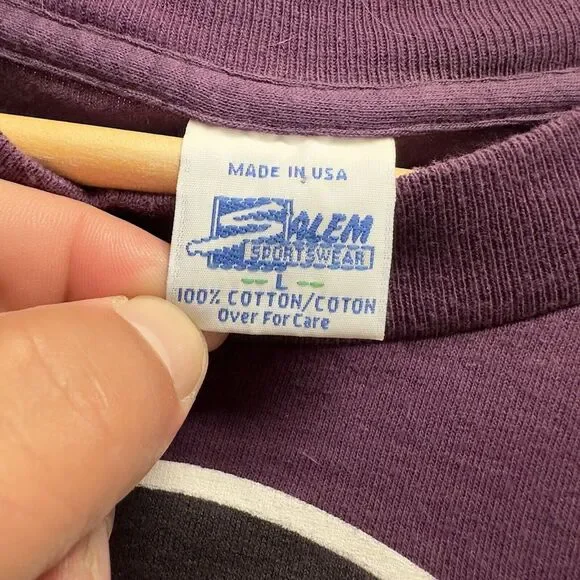 MADE IN USA
SALEM
SPORTSWEAR
-- L --
100% COTTON/COTON
Over For Care